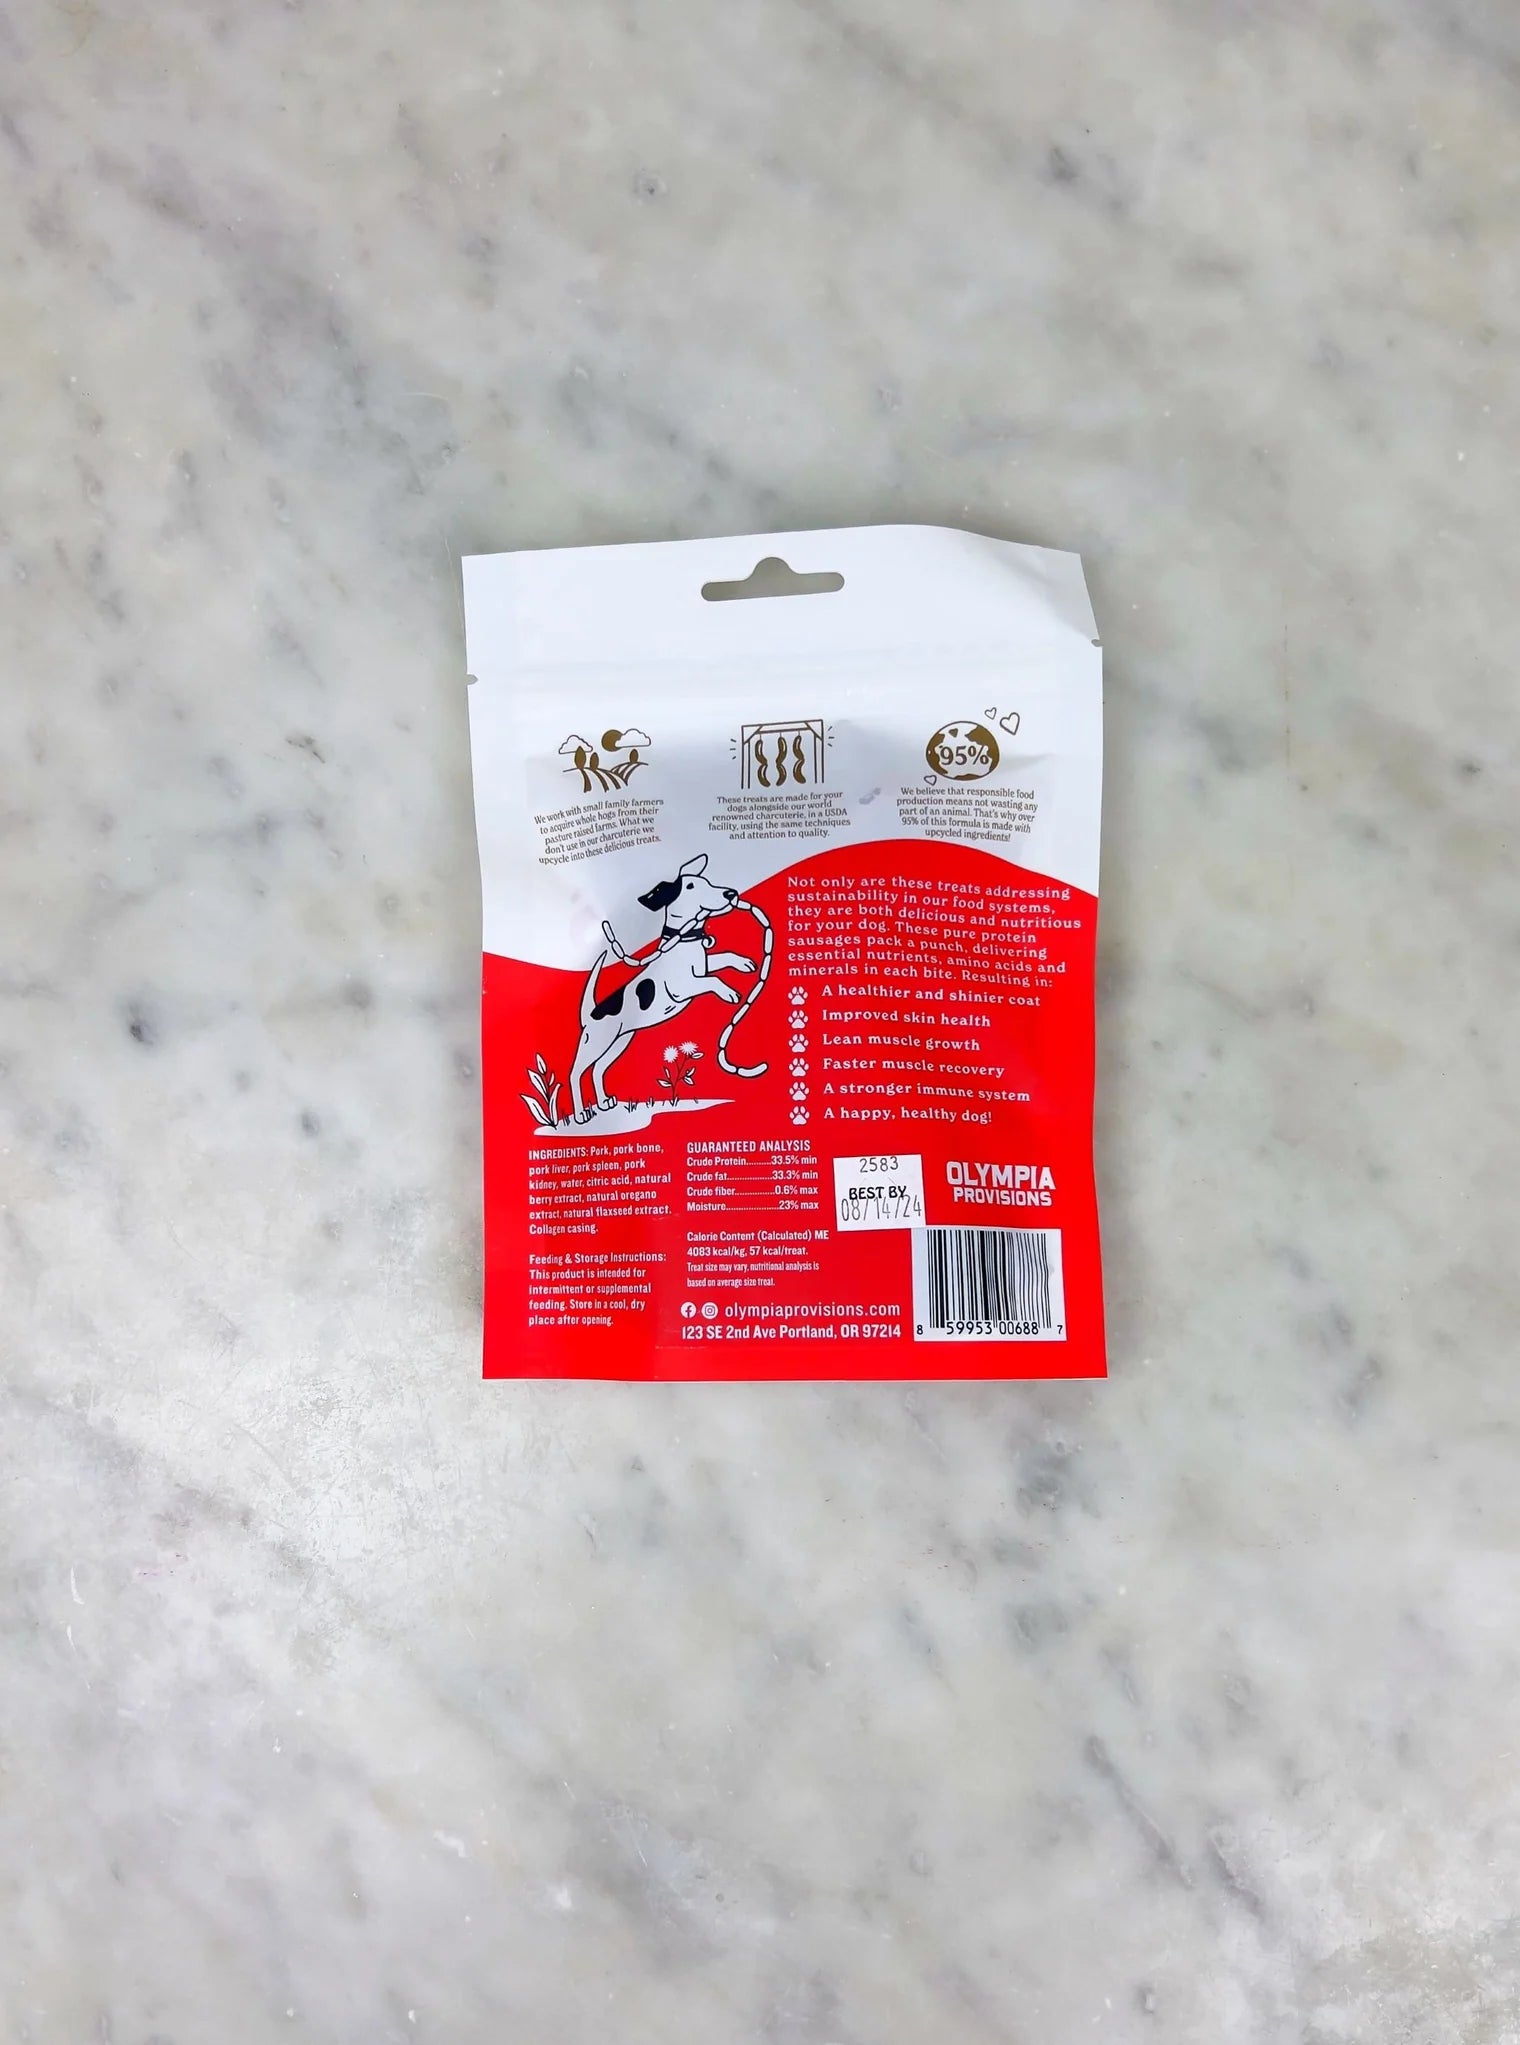 We work with small family farmers
to acquire whole hogs from their
pasture raised farms. What we
don't use in our charcuterie we
upcycle into these delicious treats.
These treats are made for your
dogs alongside our world
renowned charcuterie, in a USDA
facility, using the same techniques
and attention to quality.
95%
We believe that responsible food
production means not wasting any
part of an animal. That's why over
95% of this formula is made with
upcycled ingredients!
Not only are these treats addressing
sustainability in our food systems,
they are both delicious and nutritious
for your dog. These pure protein
sausages pack a punch, delivering
essential nutrients, amino acids and
minerals in each bite. Resulting in:
A healthier and shinier coat
Improved skin health
Lean muscle growth
Faster muscle recovery
A stronger immune system
A happy, healthy dog!
INGREDIENTS: Pork, pork bone,
pork liver, pork spleen, pork
kidney, water, citric acid, natural
berry extract, natural oregano
extract, natural flaxseed extract.
Collagen casing.
Feeding & Storage Instructions:
This product is intended for
intermittent or supplemental
feeding. Store in a cool, dry
place after opening.
GUARANTEED ANALYSIS
Crude Protein.........33.5% min
Crude fat................33.3% min
Crude fiber..............0.6% max
Moisture...................23% max
Calorie Content (Calculated) ME
4083 kcal/kg, 57 kcal/treat.
Treat size may vary, nutritional analysis is
based on average size treat.
olympiaprovisions.com
123 SE 2nd Ave Portland, OR 97214
2583
BEST BY
08/14/24
OLYMPIA
PROVISIONS
8 59953 00688 7